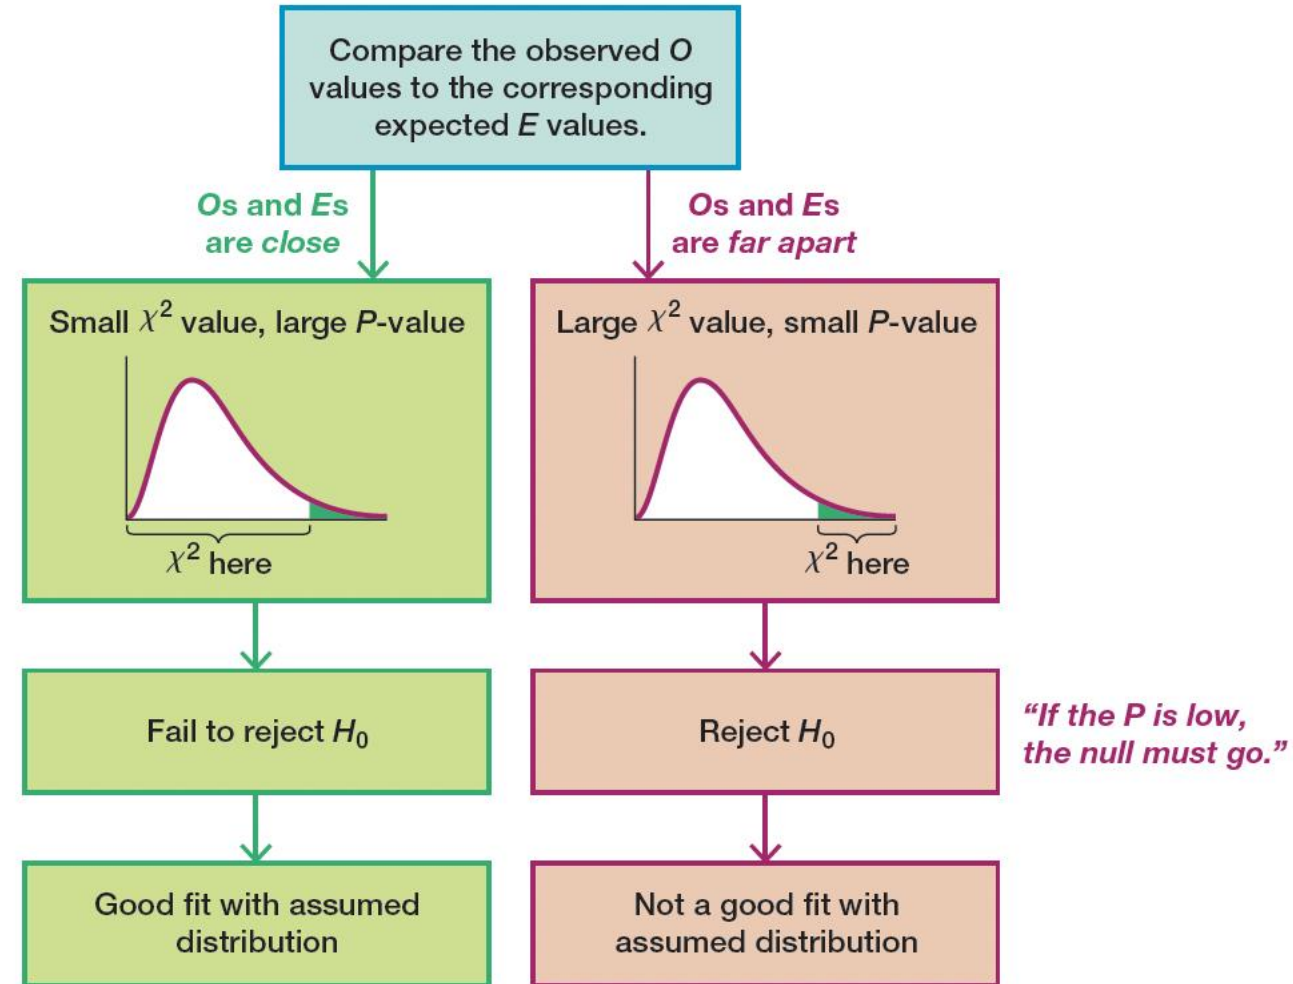 Compare the observed O
values to the corresponding
expected E values.
Os and Es
are close
Os and Es
are far apart
Small χ² value, large P-value
χ² here
Large χ² value, small P-value
χ² here
Fail to reject H₀
Reject H₀
“If the P is low,
the null must go.”
Good fit with assumed
distribution
Not a good fit with
assumed distribution